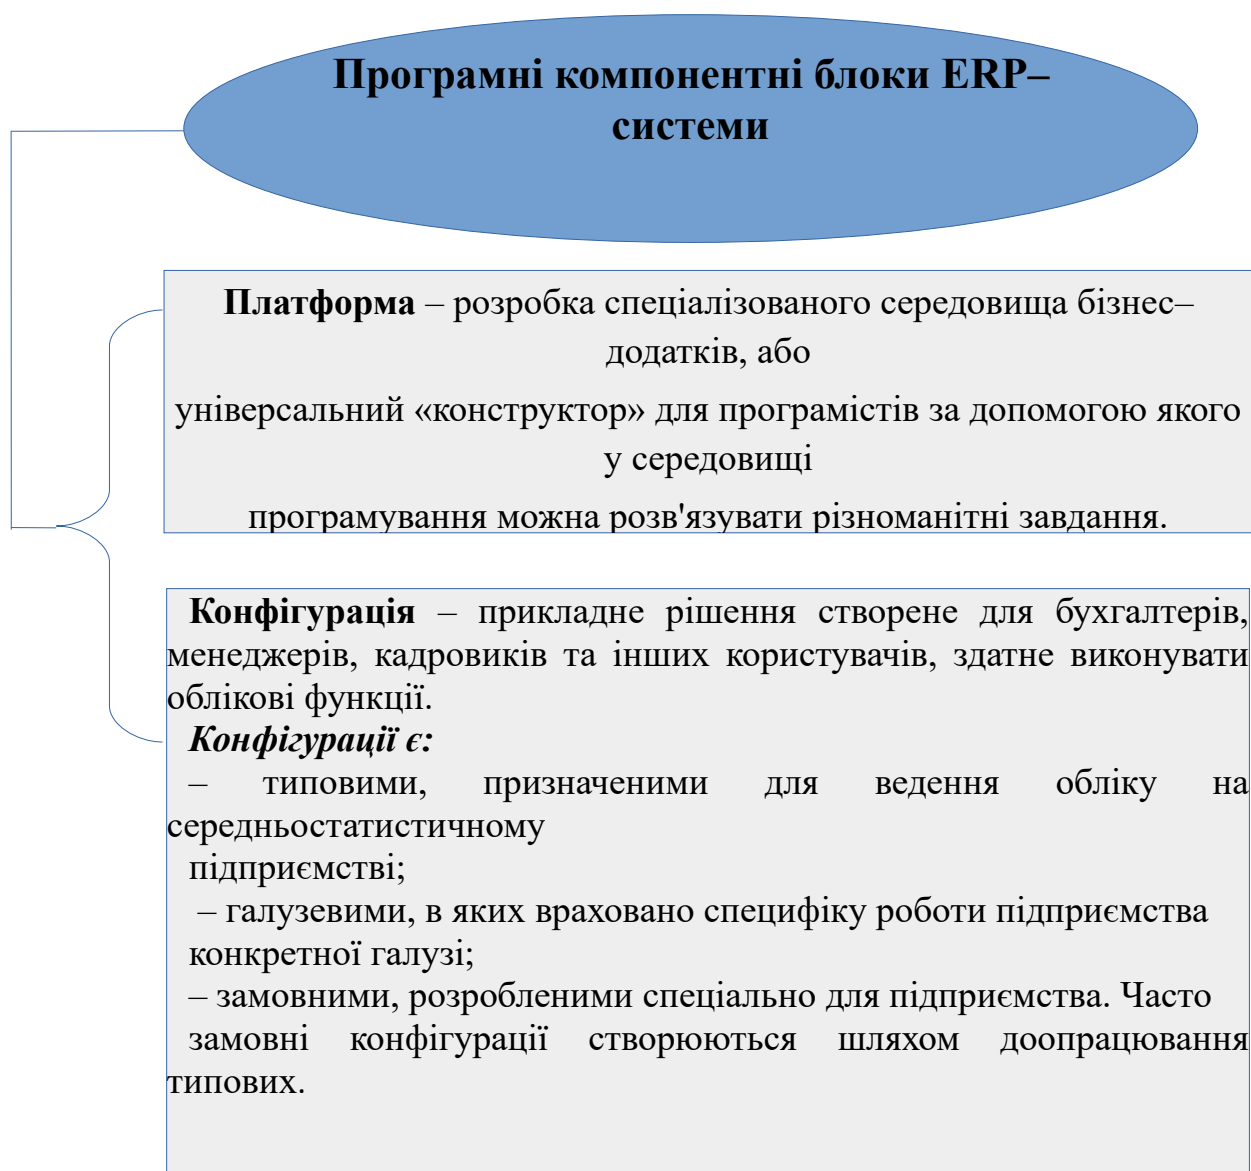 Програмні компонентні блоки ERP–
системи
Платформа – розробка спеціалізованого середовища бізнес–
додатків, або
універсальний «конструктор» для програмістів за допомогою якого
у середовищі
програмування можна розв'язувати різноманітні завдання.
Конфігурація – прикладне рішення створене для бухгалтерів,
менеджерів, кадровиків та інших користувачів, здатне виконувати
облікові функції.
Конфігурації є:
– типовими, призначеними для ведення обліку на
середньостатистичному
підприємстві;
– галузевими, в яких враховано специфіку роботи підприємства
конкретної галузі;
– замовними, розробленими спеціально для підприємства. Часто
замовні конфігурації створюються шляхом доопрацювання
типових.